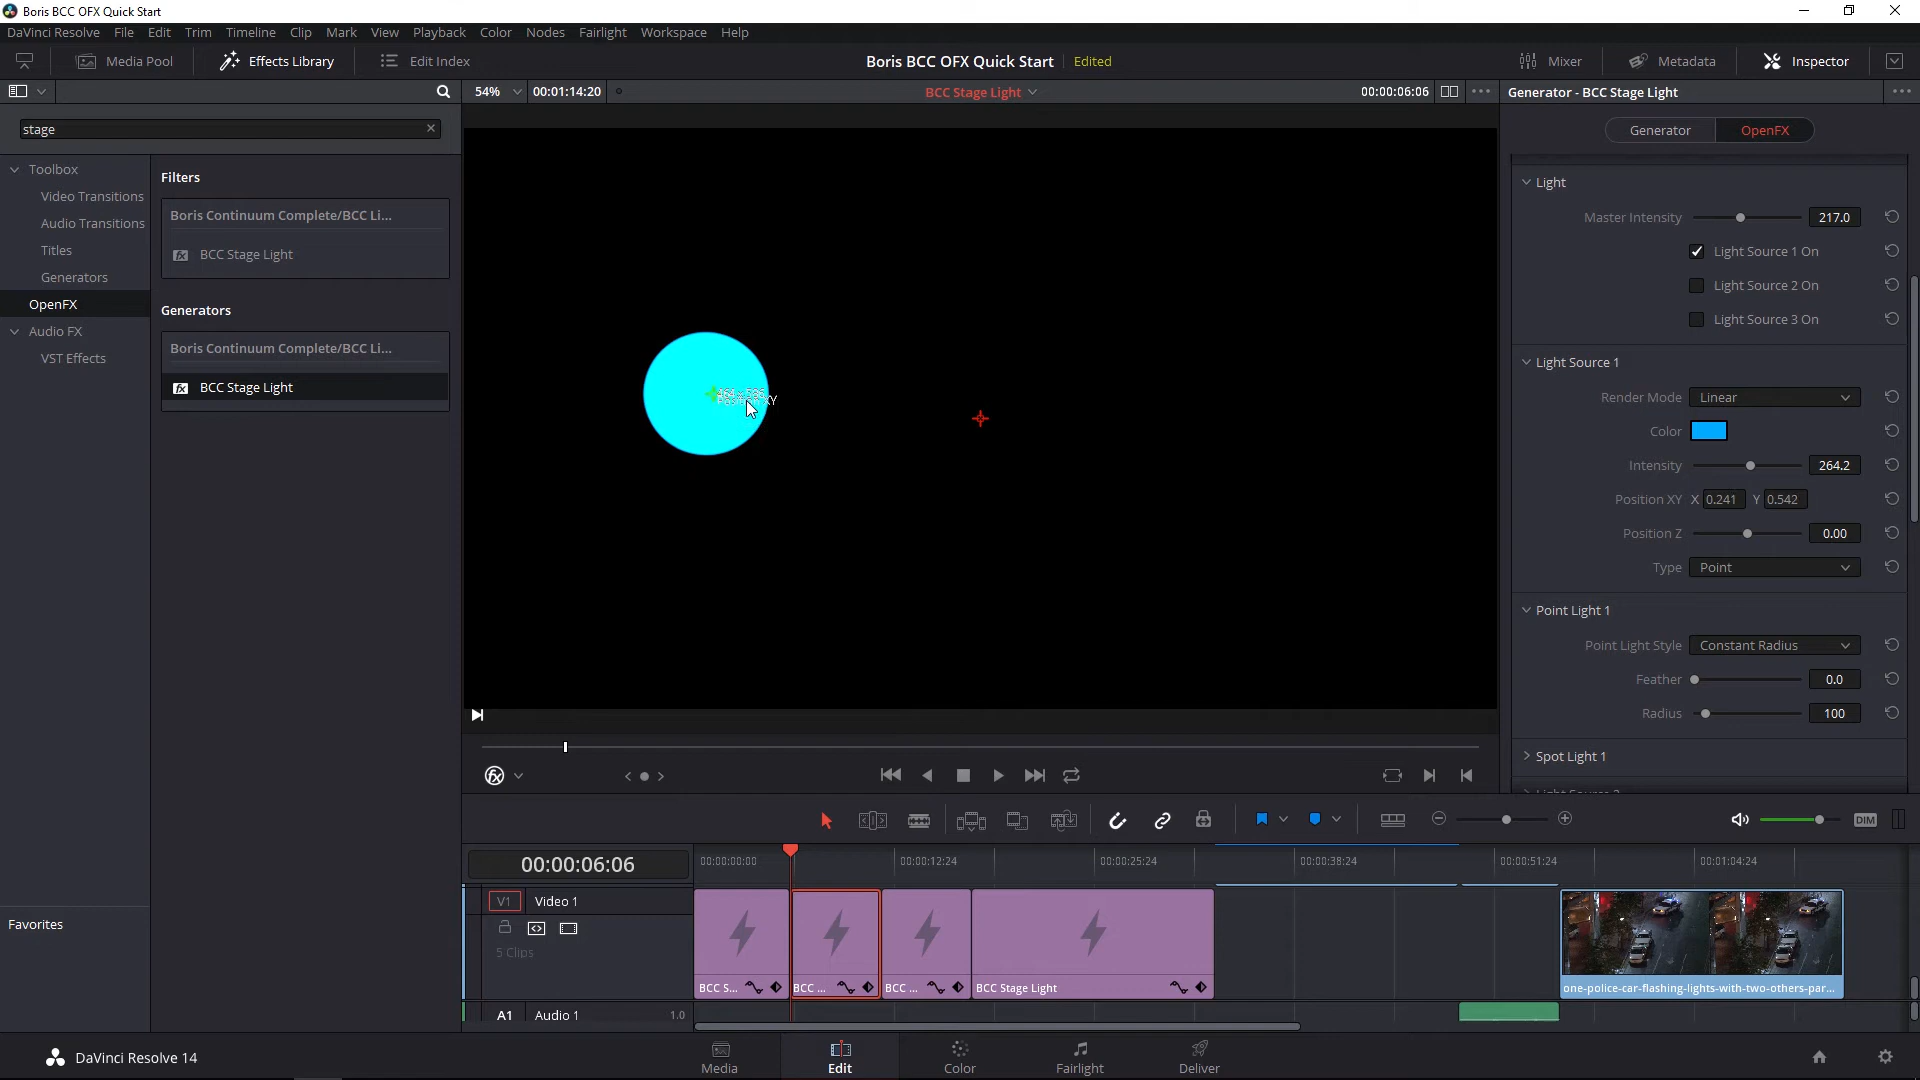 Boris BCC OFX Quick Start
DaVinci Resolve File Edit Trim Timeline Clip Mark View Playback Color Nodes Fairlight Workspace Help
Media Pool Effects Library Edit Index Boris BCC OFX Quick Start Edited Mixer Metadata Inspector
54% 00:01:14:20 BCC Stage Light 00:00:06:06 Generator - BCC Stage Light
stage
Generator OpenFX
Toolbox
Video Transitions
Audio Transitions
Titles
Generators
OpenFX
Audio FX
VST Effects
Favorites
Filters
Boris Continuum Complete/BCC Li...
fx BCC Stage Light
Generators
Boris Continuum Complete/BCC Li...
fx BCC Stage Light
Light
Master Intensity 217.0
Light Source 1 On
Light Source 2 On
Light Source 3 On
Light Source 1
Render Mode Linear
Color
Intensity 264.2
Position XY X 0.241 Y 0.542
Position Z 0.00
Type Point
Point Light 1
Point Light Style Constant Radius
Feather 0.0
Radius 100
Spot Light 1
fx
DIM
00:00:06:06 00:00:00:00 00:00:12:24 00:00:25:24 00:00:38:24 00:00:51:24 00:01:04:24
V1 Video 1
5 Clips
BCC S... BCC ... BCC ... BCC Stage Light one-police-car-flashing-lights-with-two-others-par...
A1 Audio 1 1.0
DaVinci Resolve 14 Media Edit Color Fairlight Deliver